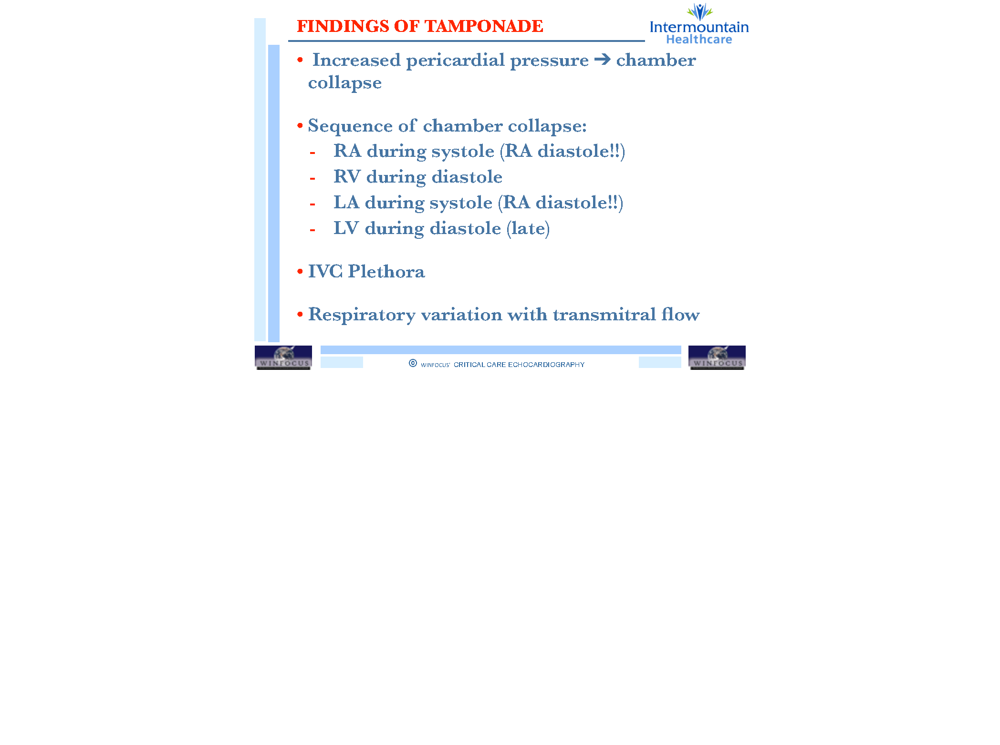 FINDINGS OF TAMPONADE
Intermountain
Healthcare
• Increased pericardial pressure ➔ chamber
collapse
• Sequence of chamber collapse:
- RA during systole (RA diastole!!)
- RV during diastole
- LA during systole (RA diastole!!)
- LV during diastole (late)
• IVC Plethora
• Respiratory variation with transmitral flow
WINFOCUS
© WINFOCUS' CRITICAL CARE ECHOCARDIOGRAPHY
WINFOCUS